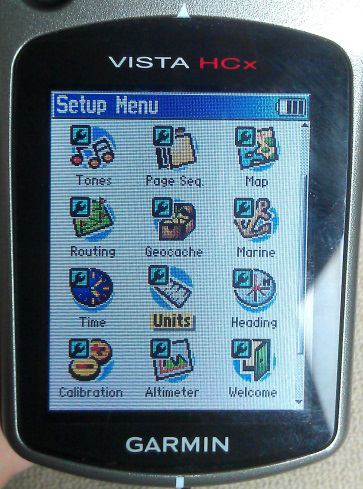 VISTA HCx
Setup Menu
Tones Page Seq. Map
Routing Geocache Marine
Time Units Heading
Calibration Altimeter Welcome
GARMIN